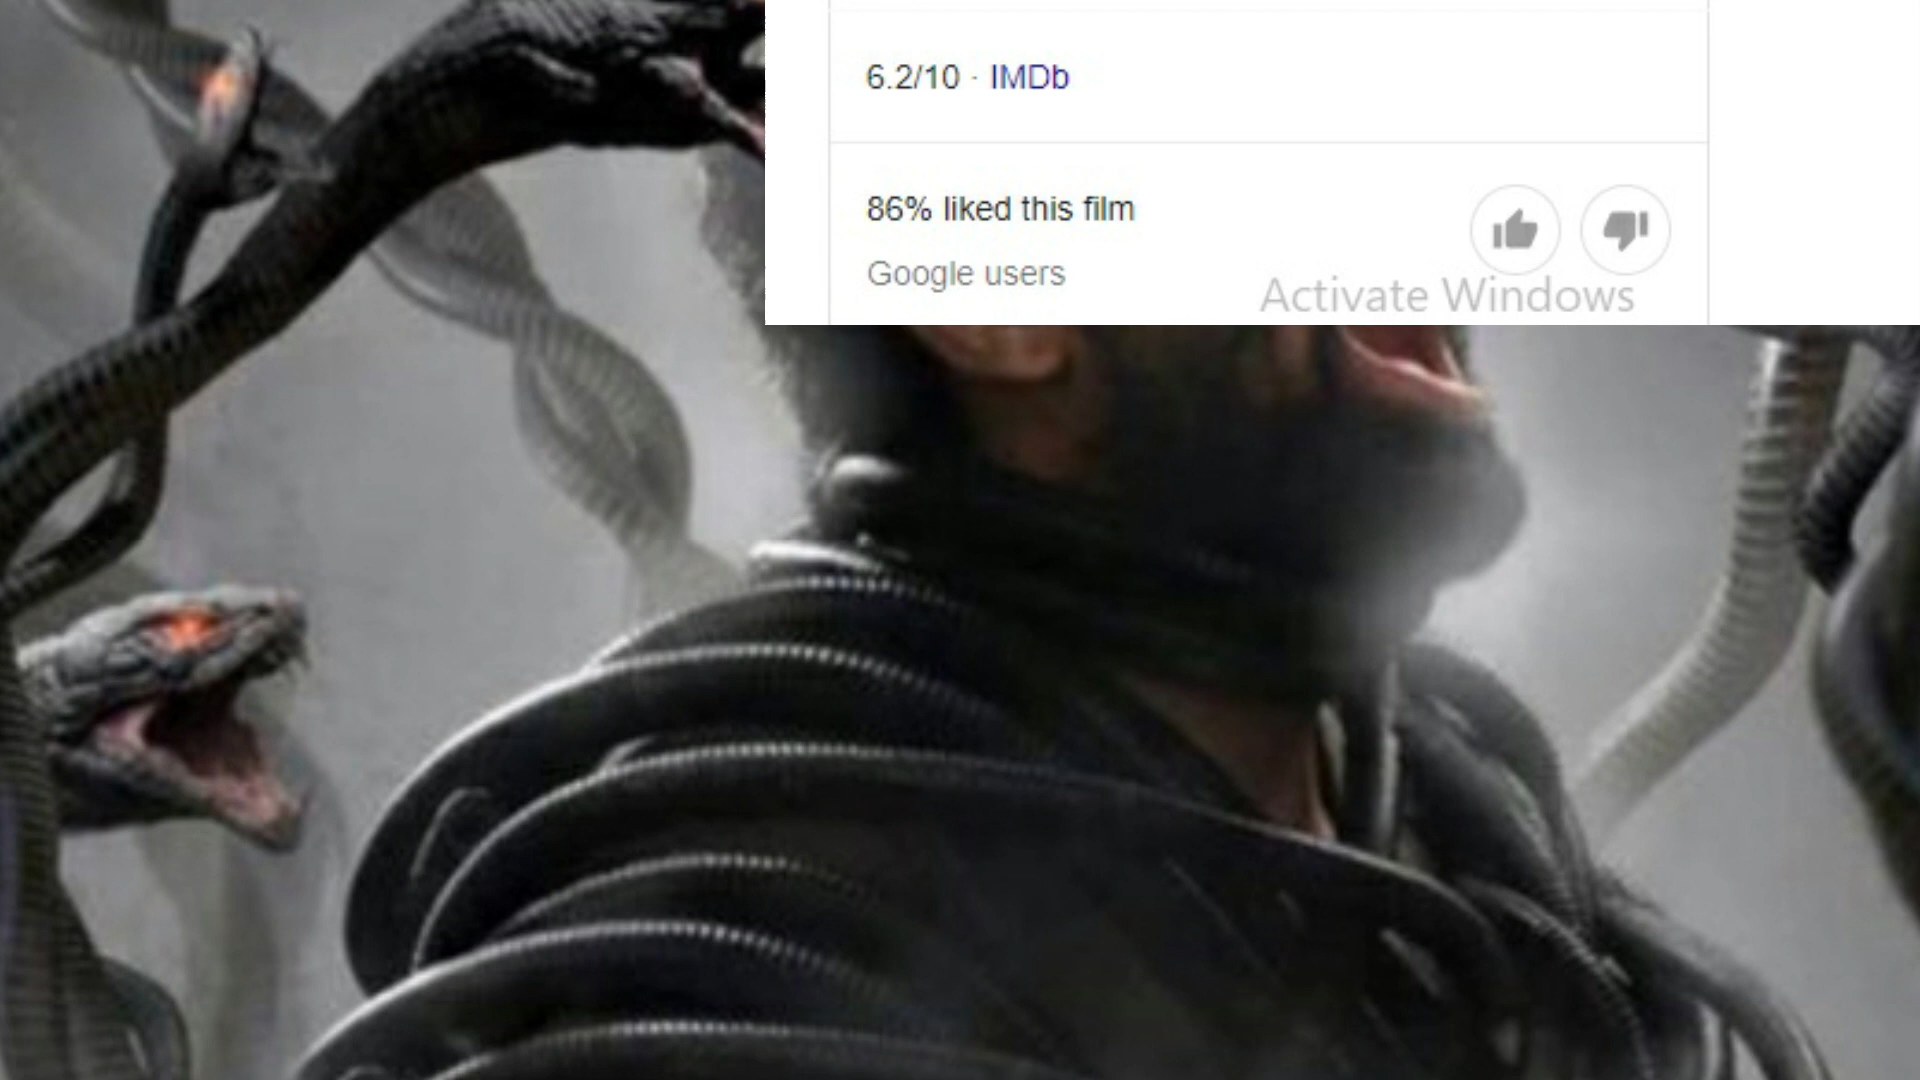 6.2/10 · IMDb
86% liked this film
Google users
Activate Windows